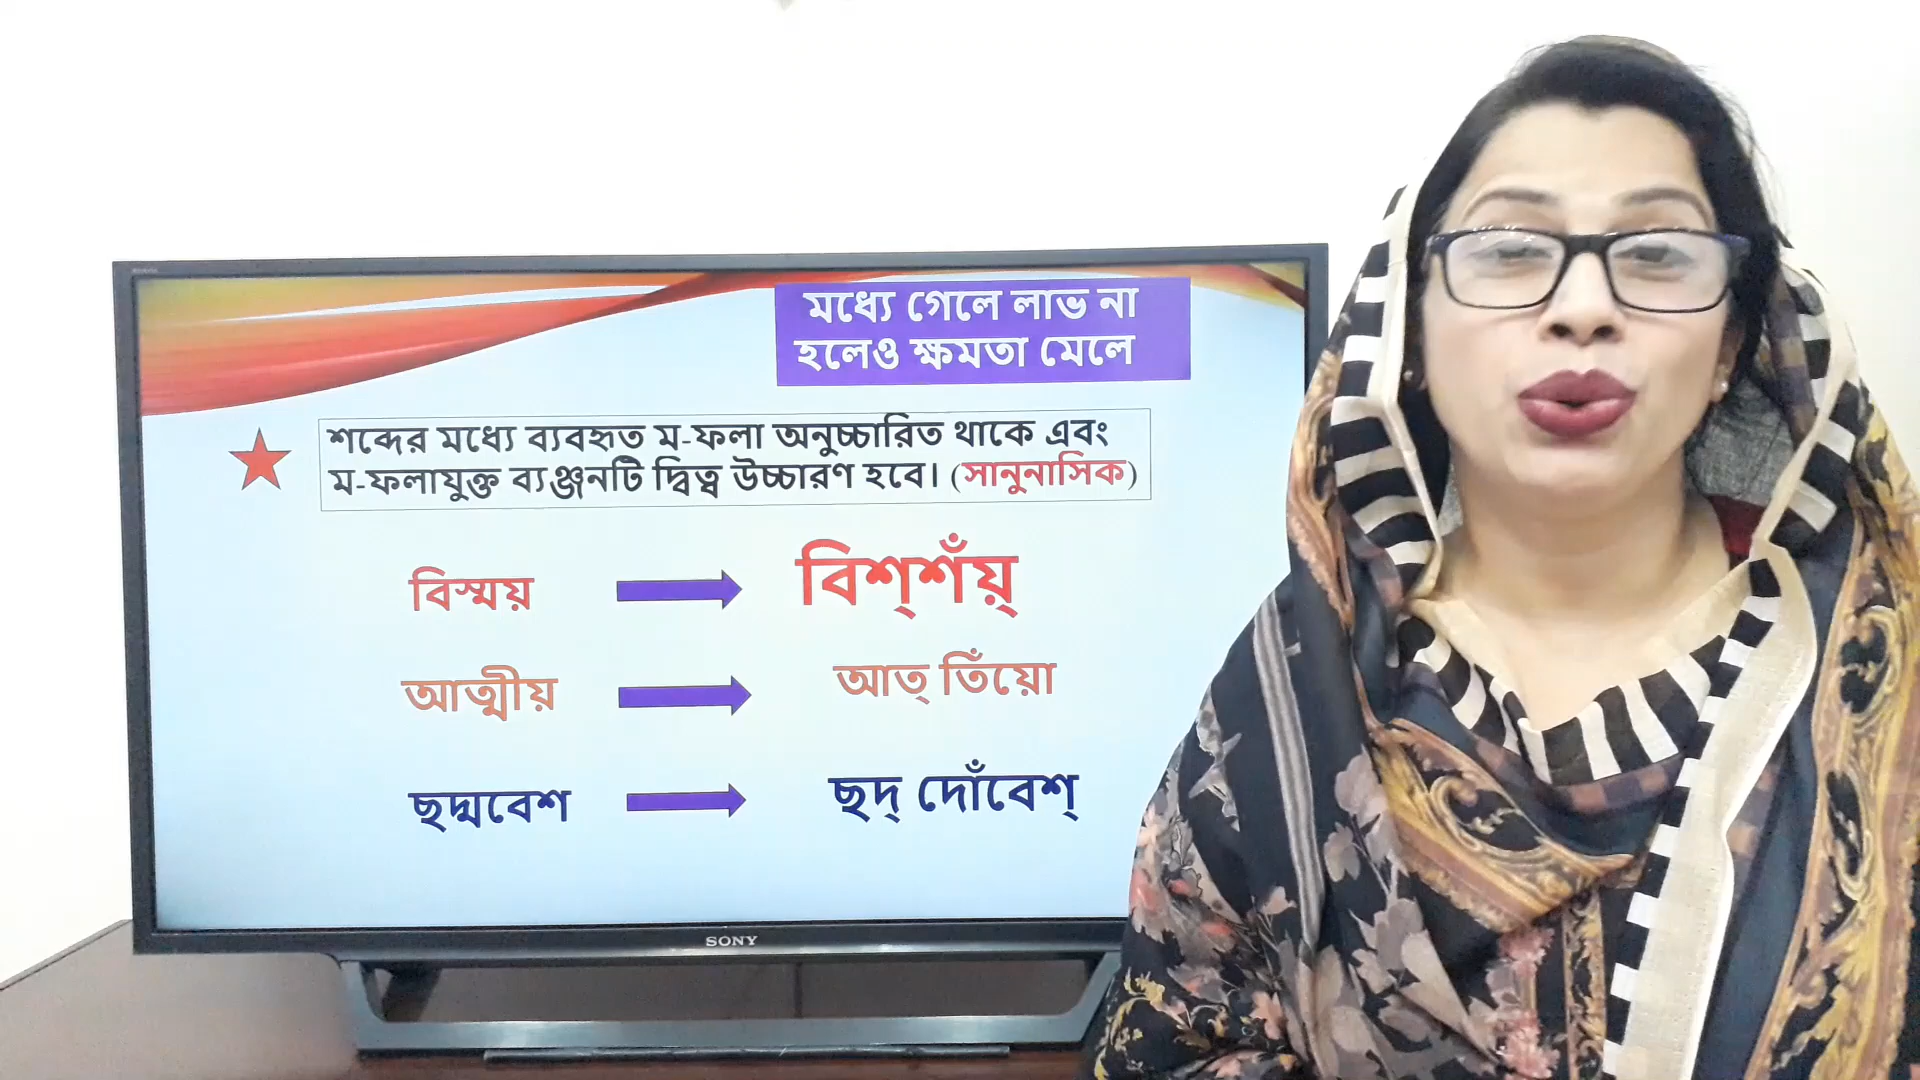 মধ্যে গেলে লাভ না
হলেও ক্ষমতা মেলে
শব্দের মধ্যে ব্যবহৃত ম-ফলা অনুচ্চারিত থাকে এবং
ম-ফলাযুক্ত ব্যঞ্জনটি দ্বিত্ব উচ্চারণ হবে। (সানুনাসিক)
বিস্ময় বিশ্শঁয়্
আত্মীয় আত্ তিঁয়ো
ছদ্মবেশ ছদ্ দোঁবেশ্
SONY